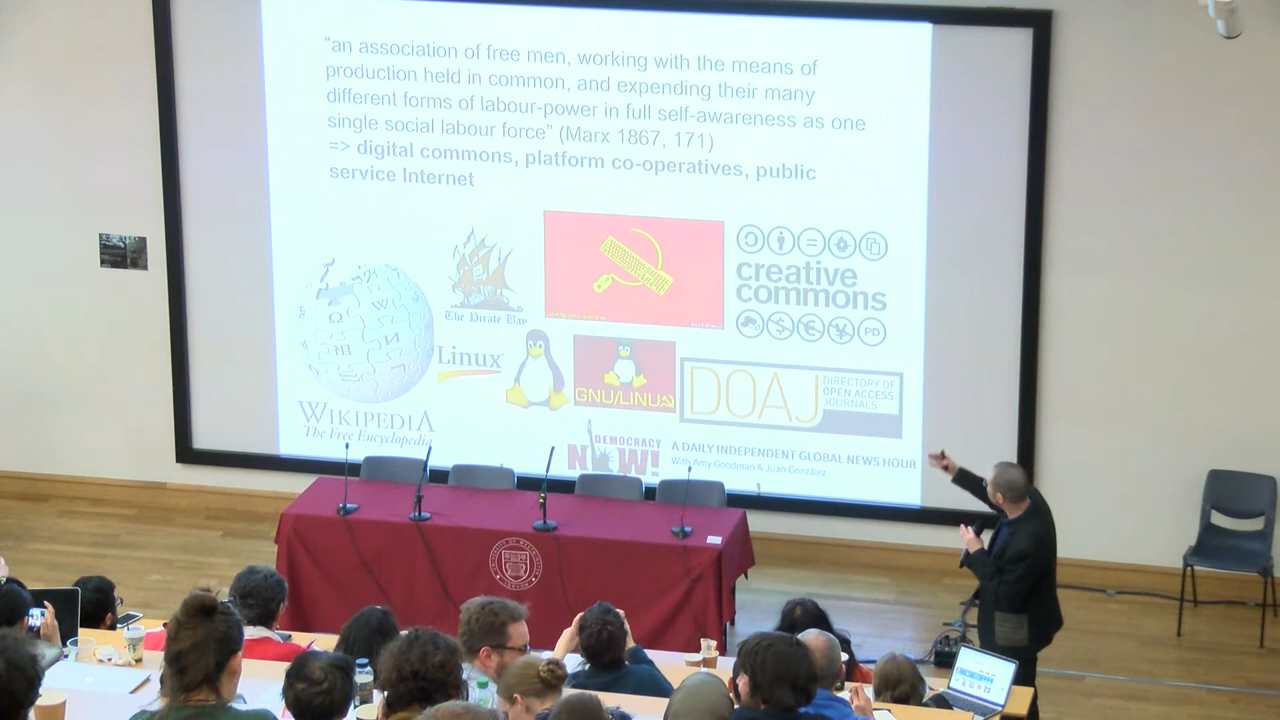 “an association of free men, working with the means of
production held in common, and expending their many
different forms of labour-power in full self-awareness as one
single social labour force” (Marx 1867, 171)
=> digital commons, platform co-operatives, public
service Internet
The Pirate Bay
creative
commons
PD
Linux
GNU/LINU
DOAJ
DIRECTORY OF
OPEN ACCESS
JOURNALS
WIKIPEDIA
The Free Encyclopedia
DEMOCRACY
NOW!
A DAILY INDEPENDENT GLOBAL NEWS HOUR
With Amy Goodman & Juan González